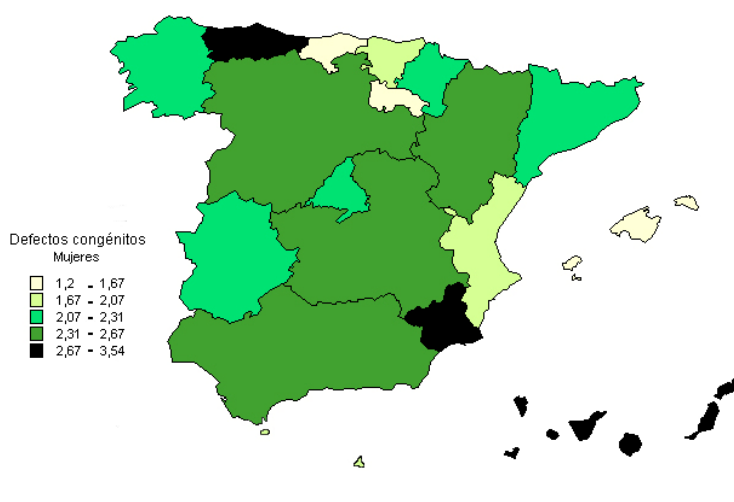 Defectos congénitos
Mujeres
1,2 - 1,67
1,67 - 2,07
2,07 - 2,31
2,31 - 2,67
2,67 - 3,54